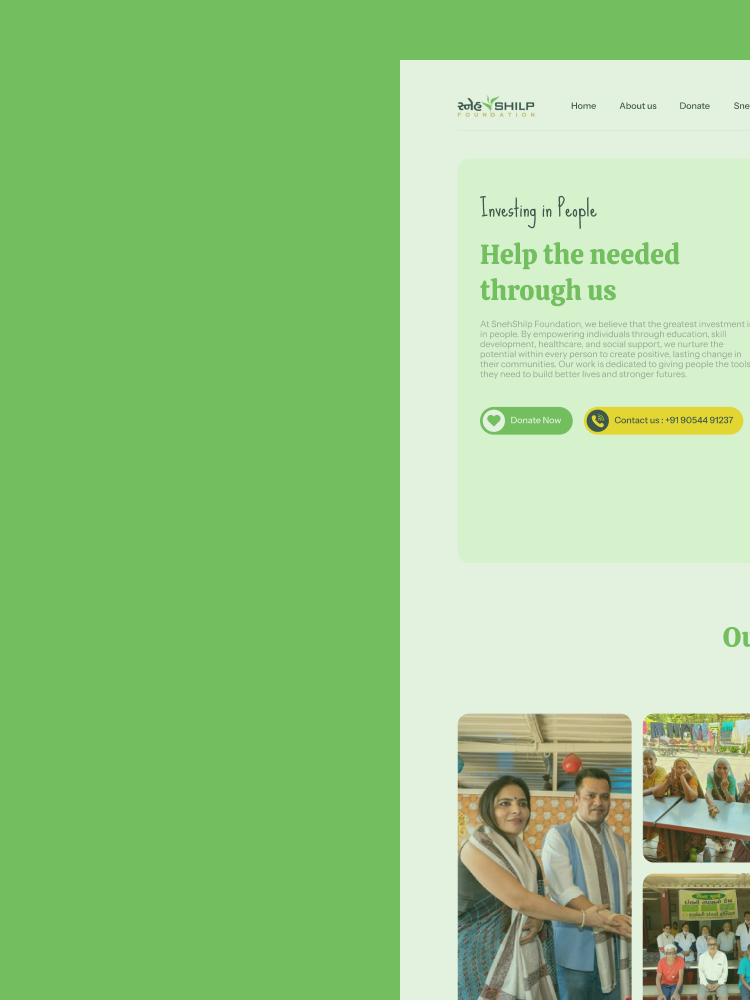 સ્નેહ SHILP
FOUNDATION
Home About us Donate Sne
Investing in People
Help the needed
through us
At SnehShilp Foundation, we believe that the greatest investment i
in people. By empowering individuals through education, skill
development, healthcare, and social support, we nurture the
potential within every person to create positive, lasting change in
their communities. Our work is dedicated to giving people the tools
they need to build better lives and stronger futures.
Donate Now
Contact us : +91 90544 91237
Ou